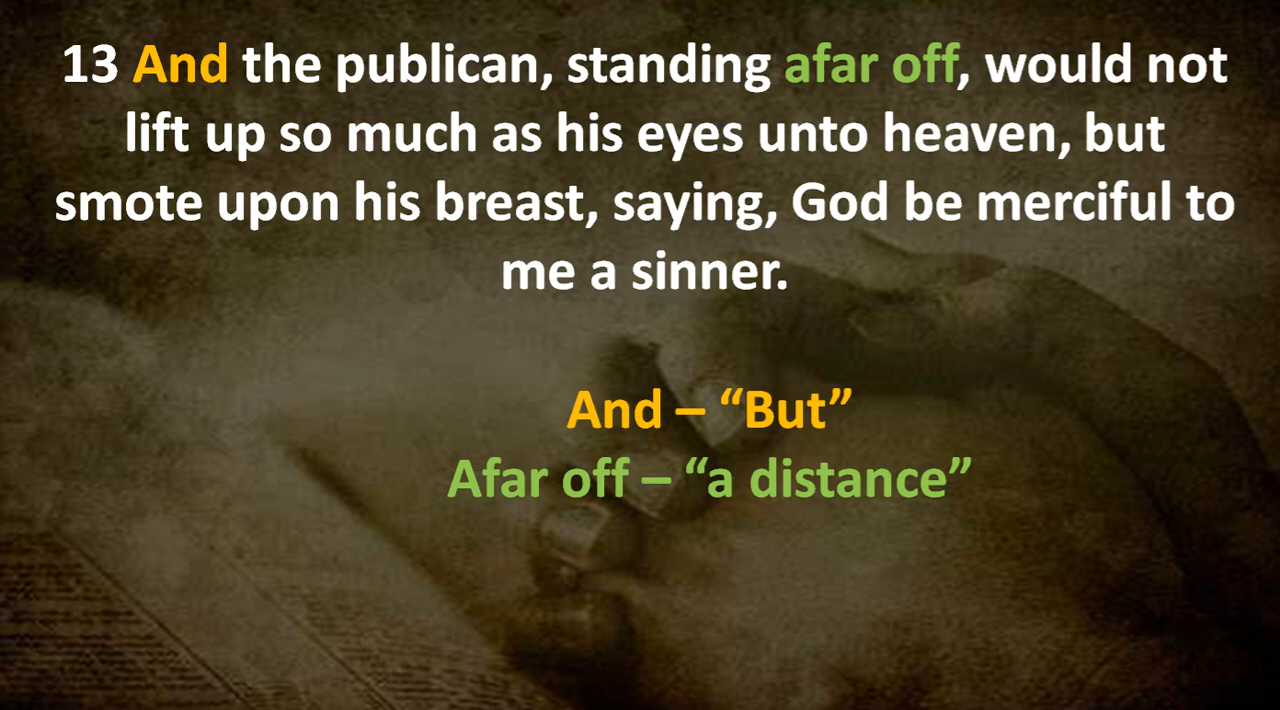 13 And the publican, standing afar off, would not
lift up so much as his eyes unto heaven, but
smote upon his breast, saying, God be merciful to
me a sinner.
And – “But”
Afar off – “a distance”